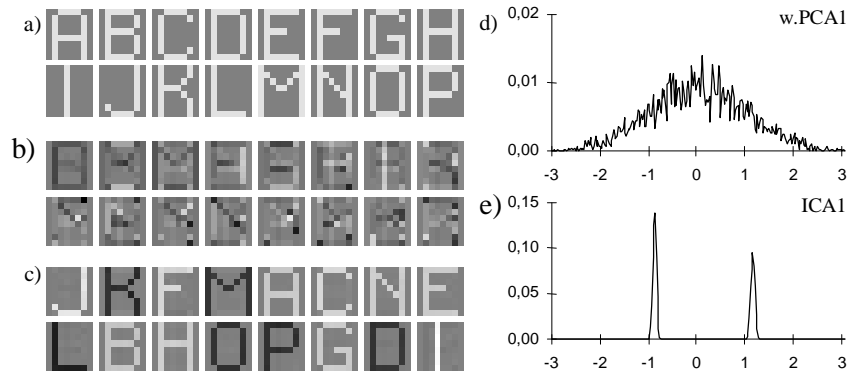 a)
A B C D E F G H
I J K L M N O P
b)
c)
J K F M A C N E
L B H O P G D I
d)
w.PCA1
0,02
0,01
0,00
-3 -2 -1 0 1 2 3
e)
ICA1
0,15
0,10
0,05
0,00
-3 -2 -1 0 1 2 3